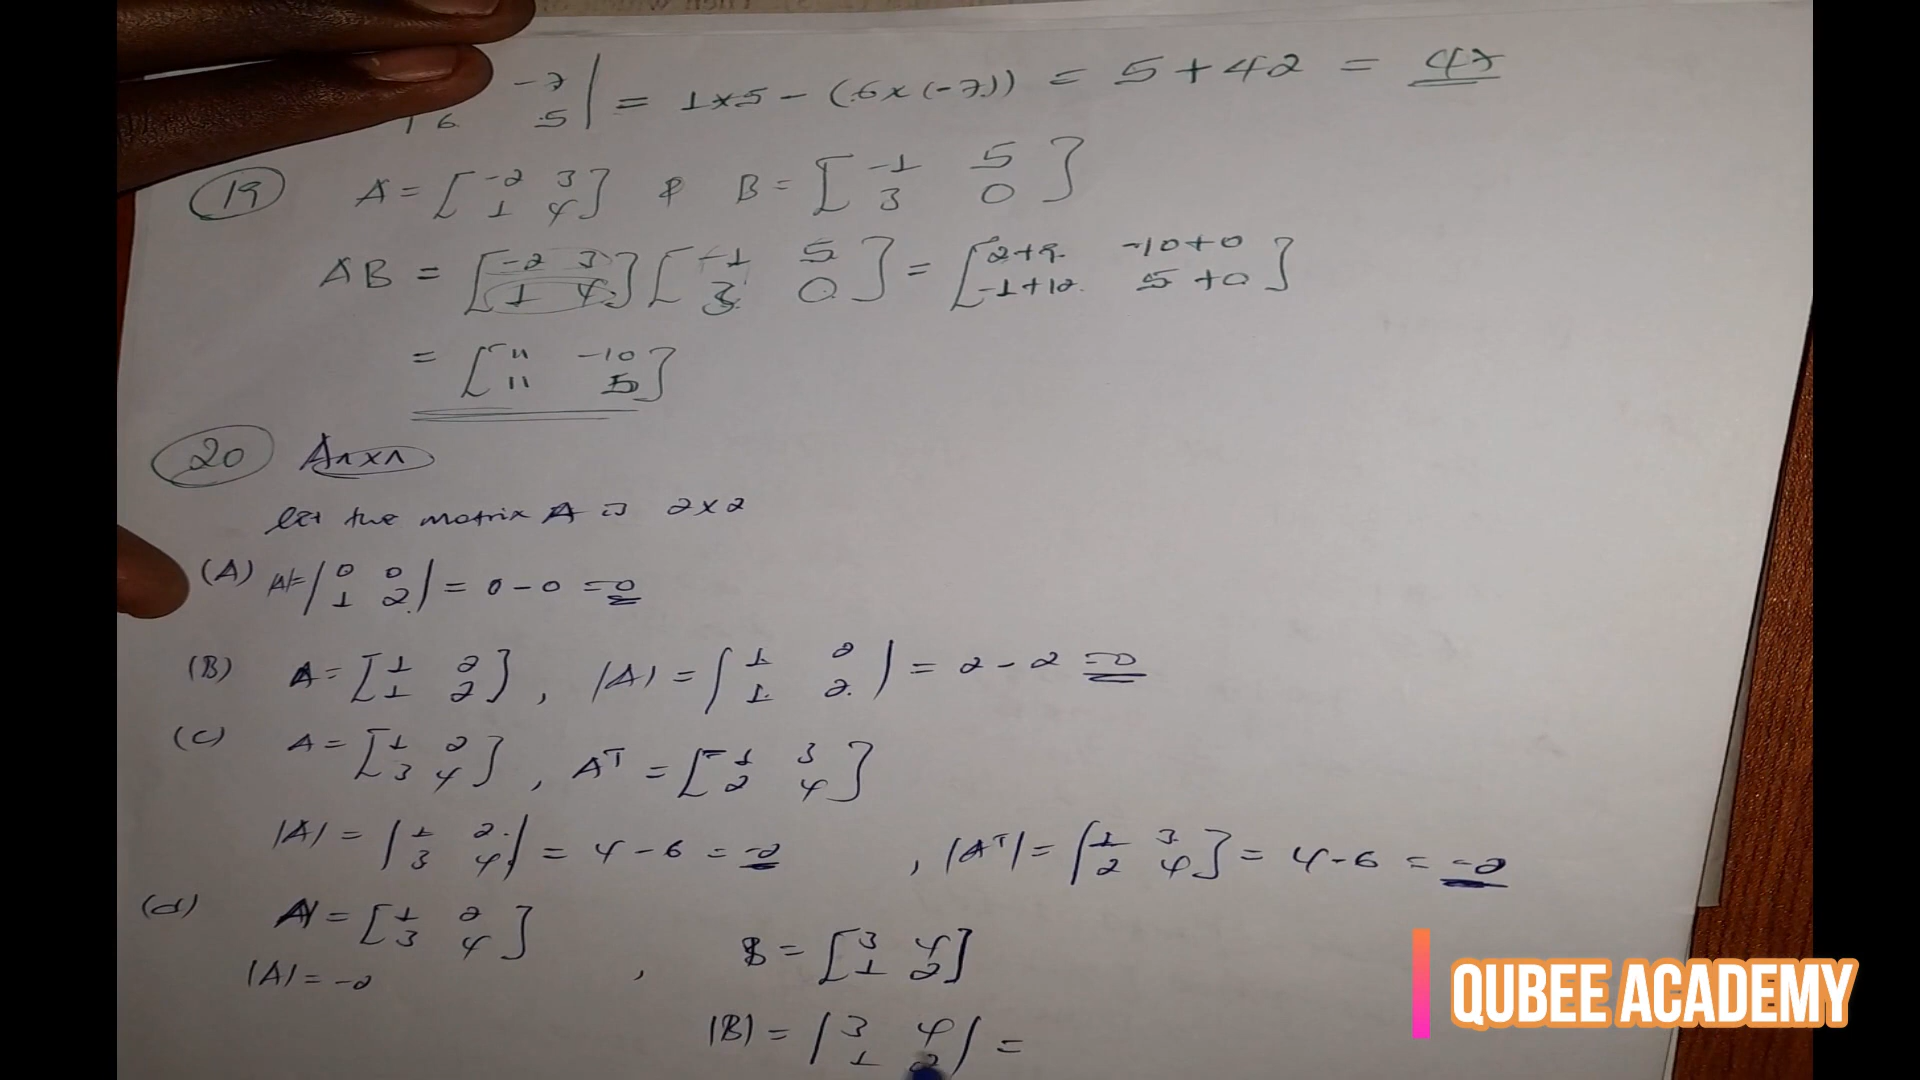 -7
| 6 5 | = 1×5 - (6×(-7)) = 5+42 = 47
(19) A = [-2 3 1 4] & B = [-1 5 3 0]
AB = [-2 3 1 4] [-1 5 3 0] = [2+9 -10+0 -1+12 5+0]
= [11 -10 11 5]
(20) An×n
let the matrix A is 2×2
(A) |A|= |0 0 1 2| = 0-0 =0
(B) A = [1 2 1 2], |A| = |1 2 1 2| = 2-2 =0
(C) A = [1 2 3 4], Aᵀ = [1 3 2 4]
|A| = |1 2 3 4| = 4-6 = -2 , |Aᵀ| = |1 3 2 4] = 4-6 = -2
(d) A = [1 2 3 4] , B = [3 4 1 2]
|A| = -2
|B| = |3 4 1 2| =
QUBEE ACADEMY